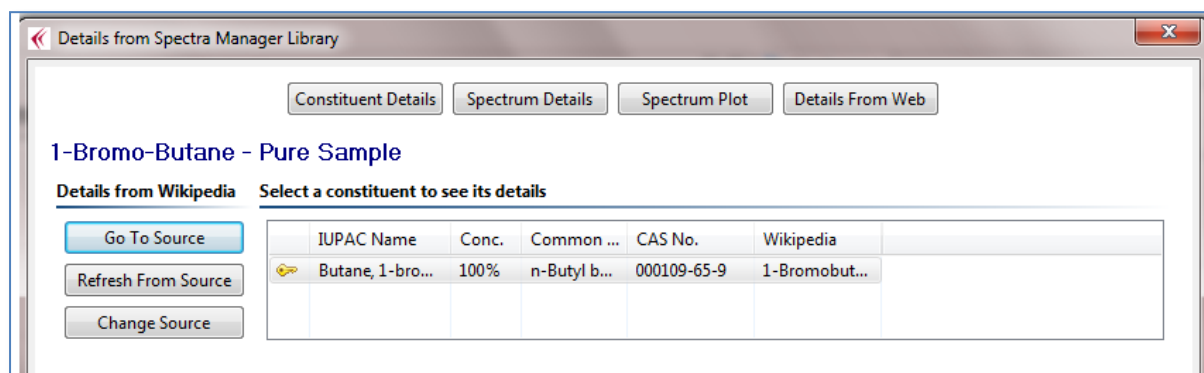 Details from Spectra Manager Library
X
Constituent Details Spectrum Details Spectrum Plot Details From Web
1-Bromo-Butane - Pure Sample
Details from Wikipedia Select a constituent to see its details
Go To Source
Refresh From Source
Change Source
IUPAC Name Conc. Common ... CAS No. Wikipedia
Butane, 1-bro... 100% n-Butyl b... 000109-65-9 1-Bromobut...